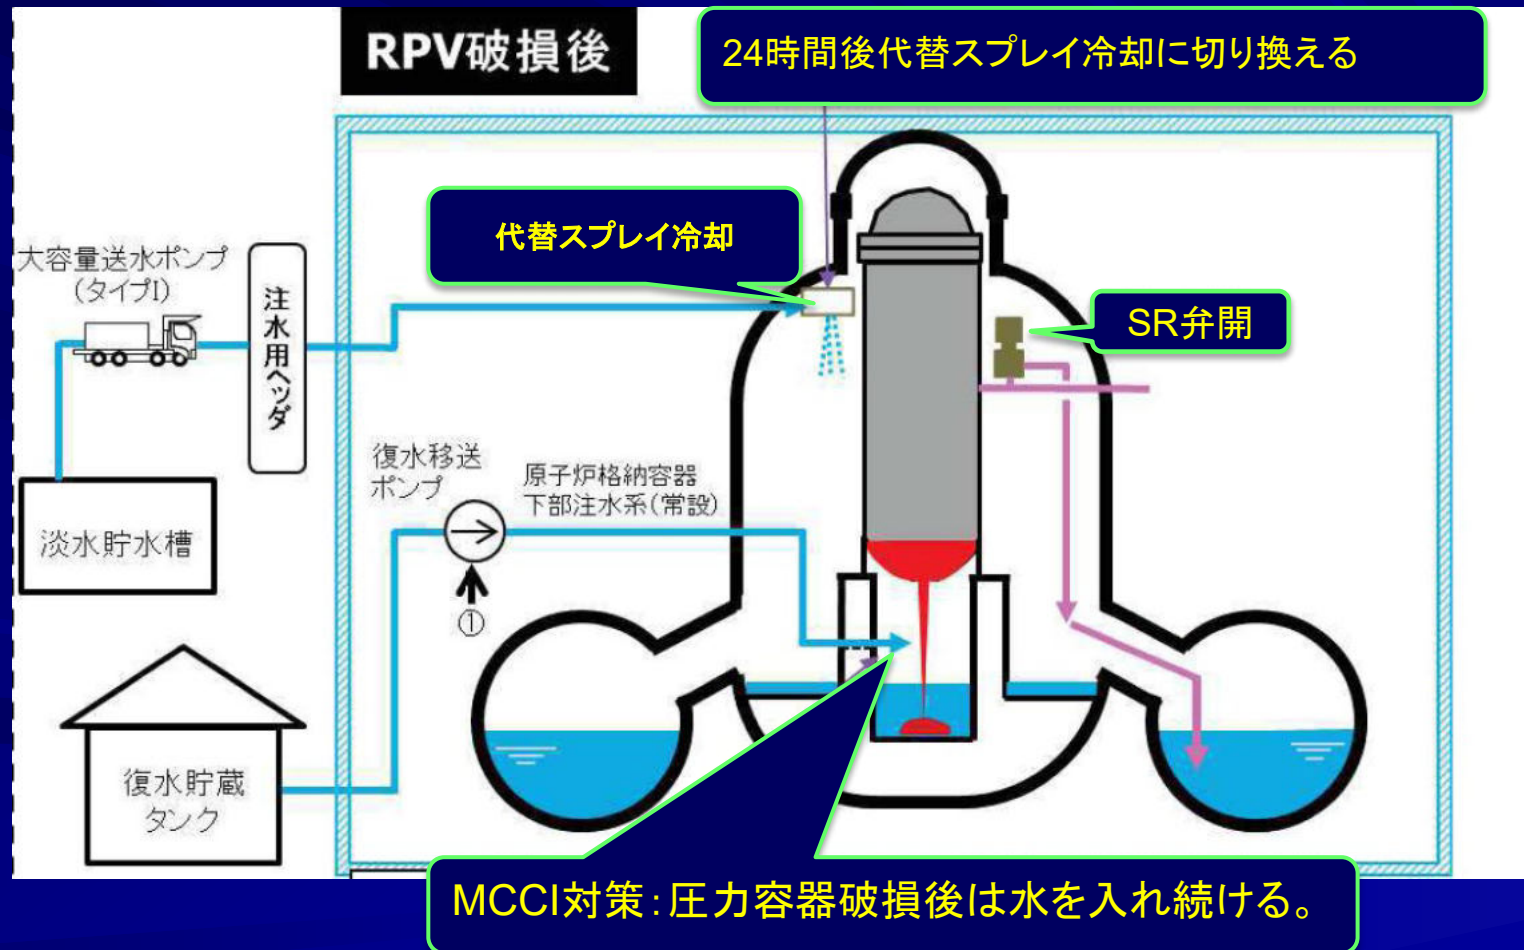 RPV破損後
24時間後代替スプレイ冷却に切り換える
代替スプレイ冷却
大容量送水ポンプ
(タイプI)
注水用ヘッダ
SR弁開
復水移送
ポンプ
原子炉格納容器
下部注水系(常設)
淡水貯水槽
①
復水貯蔵
タンク
MCCI対策:圧力容器破損後は水を入れ続ける。